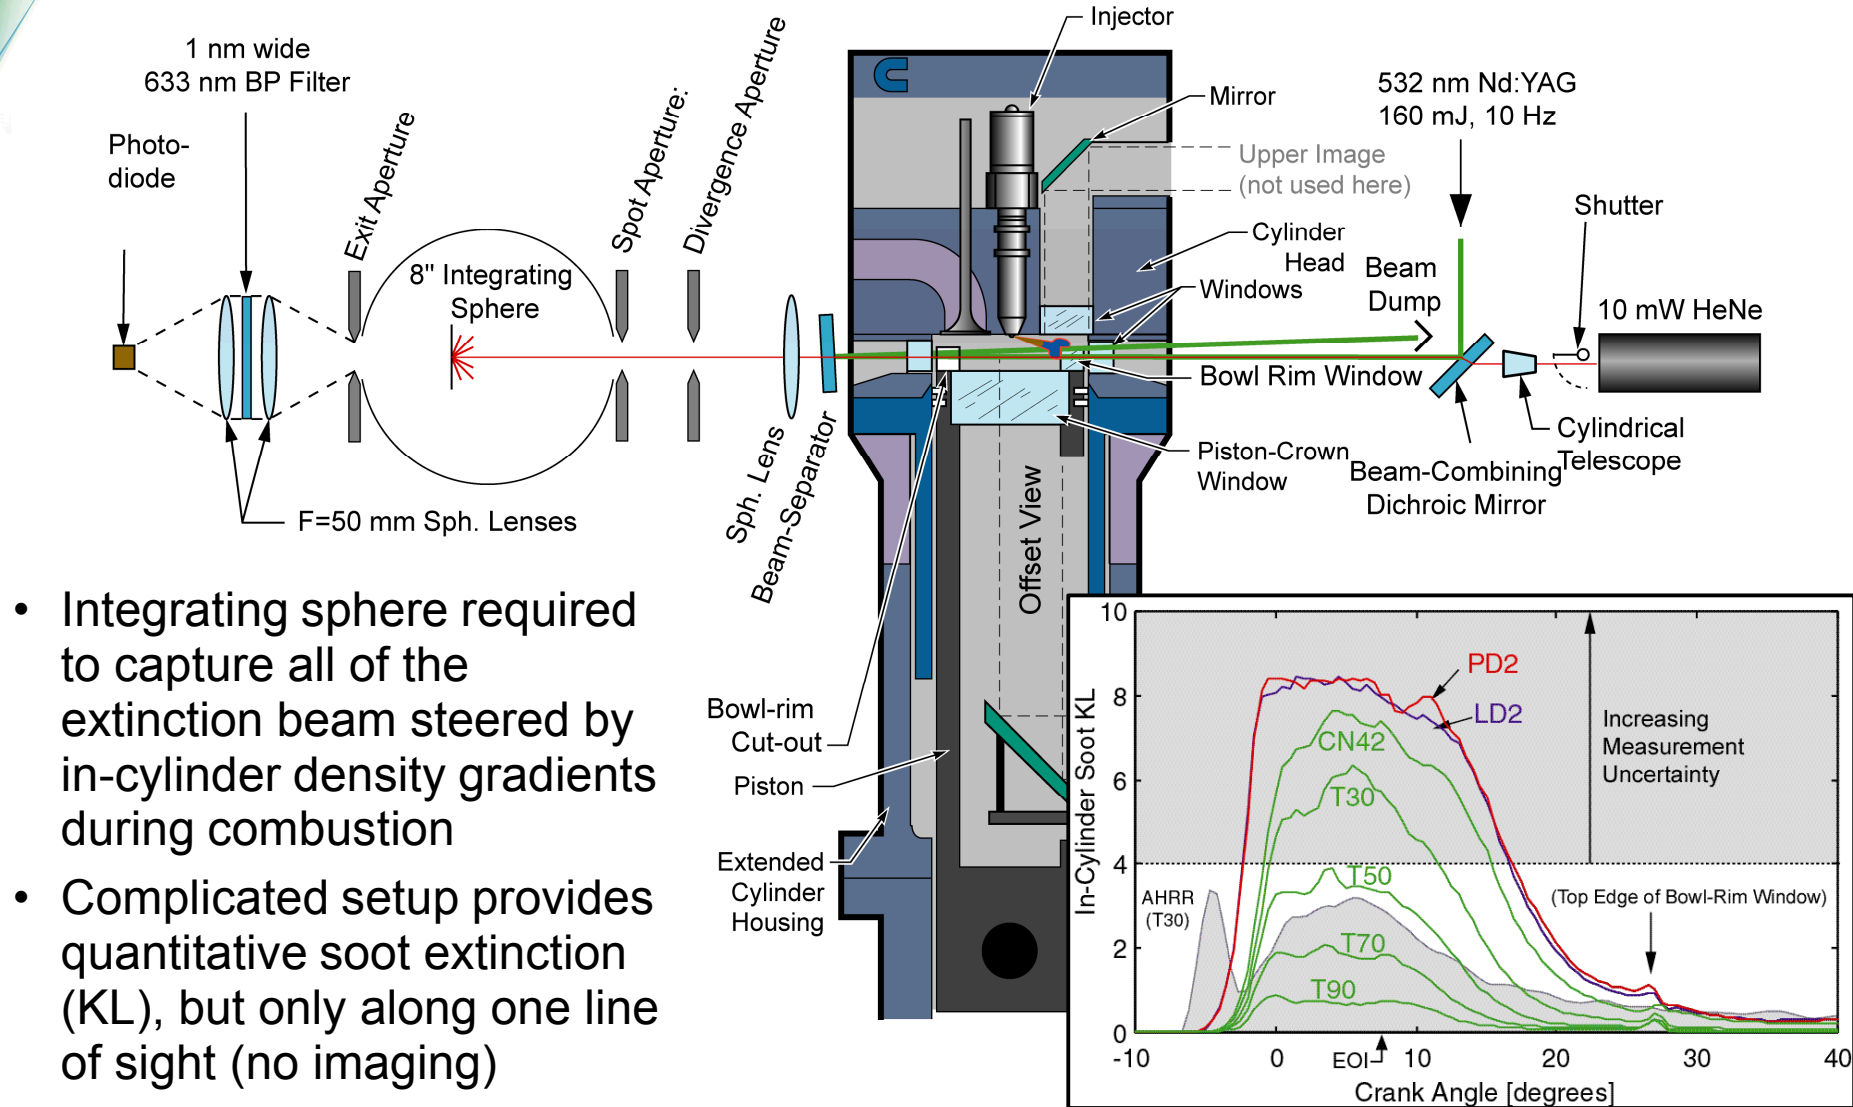 1 nm wide
633 nm BP Filter
Photo-
diode
Exit Aperture
8" Integrating
Sphere
Spot Aperture:
Divergence Aperture
F=50 mm Sph. Lenses
Sph. Lens
Beam-Separator
Injector
Mirror
Upper Image
(not used here)
Cylinder
Head
Windows
Beam
Dump
532 nm Nd:YAG
160 mJ, 10 Hz
Shutter
10 mW HeNe
Bowl Rim Window
Cylindrical
Telescope
Piston-Crown
Window
Beam-Combining
Dichroic Mirror
Offset View
Bowl-rim
Cut-out
Piston
Extended
Cylinder
Housing
• Integrating sphere required
to capture all of the
extinction beam steered by
in-cylinder density gradients
during combustion
• Complicated setup provides
quantitative soot extinction
(KL), but only along one line
of sight (no imaging)
In-Cylinder Soot KL
10
8
6
4
2
0
PD2
LD2
CN42
T30
T50
T70
T90
Increasing
Measurement
Uncertainty
AHRR
(T30)
(Top Edge of Bowl-Rim Window)
-10 0 10 20 30 40
EOI
Crank Angle [degrees]